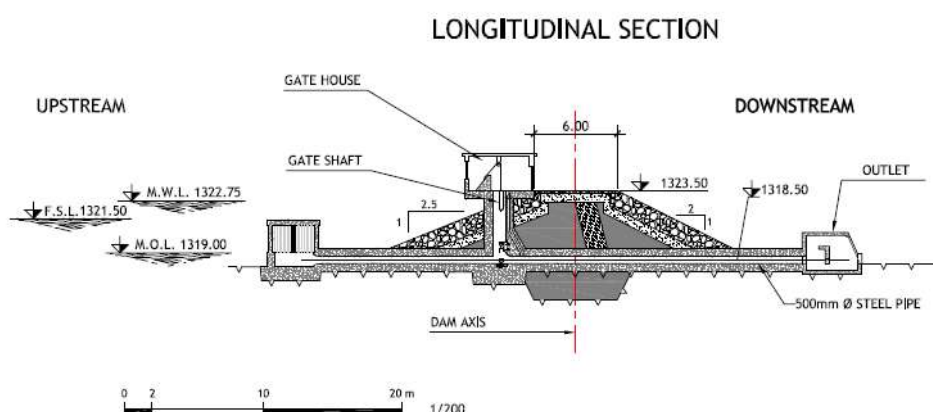 LONGITUDINAL SECTION
GATE HOUSE
UPSTREAM
DOWNSTREAM
6.00
GATE SHAFT
OUTLET
M.W.L. 1322.75
1323.50
1318.50
F.S.L.1321.50
2.5
1
2
1
M.O.L. 1319.00
500mm Ø STEEL PIPE
DAM AXIS
0 2 10 20 m
1/200